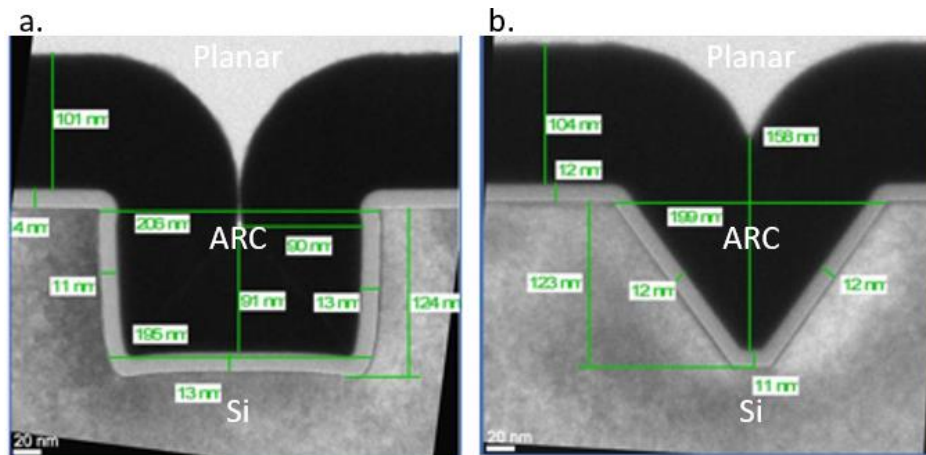 a.
Planar
101 nm
4 nm
206 nm
ARC
90 nm
11 nm
91 nm
13 nm
124 nm
195 nm
13 nm
Si
20 nm
b.
Planar
104 nm
158 nm
12 nm
199 nm
ARC
123 nm
12 nm
12 nm
11 nm
Si
20 nm